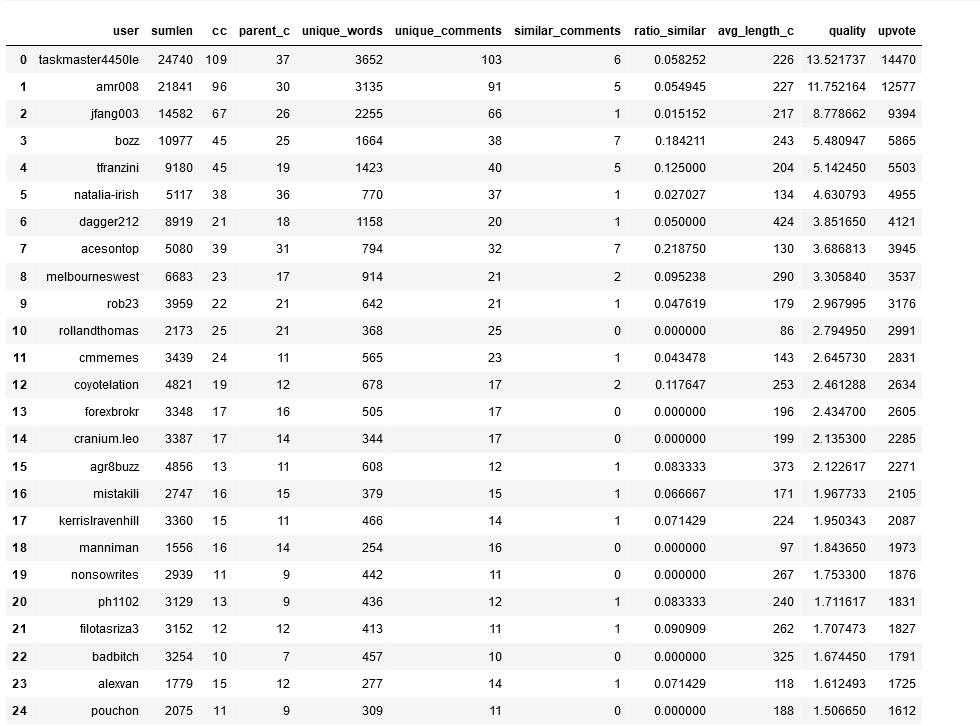 user sumlen cc parent_c unique_words unique_comments similar_comments ratio_similar avg_length_c quality upvote
0 taskmaster4450le 24740 109 37 3652 103 6 0.058252 226 13.521737 14470
1 amr008 21841 96 30 3135 91 5 0.054945 227 11.752164 12577
2 jfang003 14582 67 26 2255 66 1 0.015152 217 8.778662 9394
3 bozz 10977 45 25 1664 38 7 0.184211 243 5.480947 5865
4 tfranzini 9180 45 19 1423 40 5 0.125000 204 5.142450 5503
5 natalia-irish 5117 38 36 770 37 1 0.027027 134 4.630793 4955
6 dagger212 8919 21 18 1158 20 1 0.050000 424 3.851650 4121
7 acesontop 5080 39 31 794 32 7 0.218750 130 3.686813 3945
8 melbourneswest 6683 23 17 914 21 2 0.095238 290 3.305840 3537
9 rob23 3959 22 21 642 21 1 0.047619 179 2.967995 3176
10 rollandthomas 2173 25 21 368 25 0 0.000000 86 2.794950 2991
11 cmmemes 3439 24 11 565 23 1 0.043478 143 2.645730 2831
12 coyotelation 4821 19 12 678 17 2 0.117647 253 2.461288 2634
13 forexbrokr 3348 17 16 505 17 0 0.000000 196 2.434700 2605
14 cranium.leo 3387 17 14 344 17 0 0.000000 199 2.135300 2285
15 agr8buzz 4856 13 11 608 12 1 0.083333 373 2.122617 2271
16 mistakili 2747 16 15 379 15 1 0.066667 171 1.967733 2105
17 kerrislravenhill 3360 15 11 466 14 1 0.071429 224 1.950343 2087
18 manniman 1556 16 14 254 16 0 0.000000 97 1.843650 1973
19 nonsowrites 2939 11 9 442 11 0 0.000000 267 1.753300 1876
20 ph1102 3129 13 9 436 12 1 0.083333 240 1.711617 1831
21 filotasriza3 3152 12 12 413 11 1 0.090909 262 1.707473 1827
22 badbitch 3254 10 7 457 10 0 0.000000 325 1.674450 1791
23 alexvan 1779 15 12 277 14 1 0.071429 118 1.612493 1725
24 pouchon 2075 11 9 309 11 0 0.000000 188 1.506650 1612